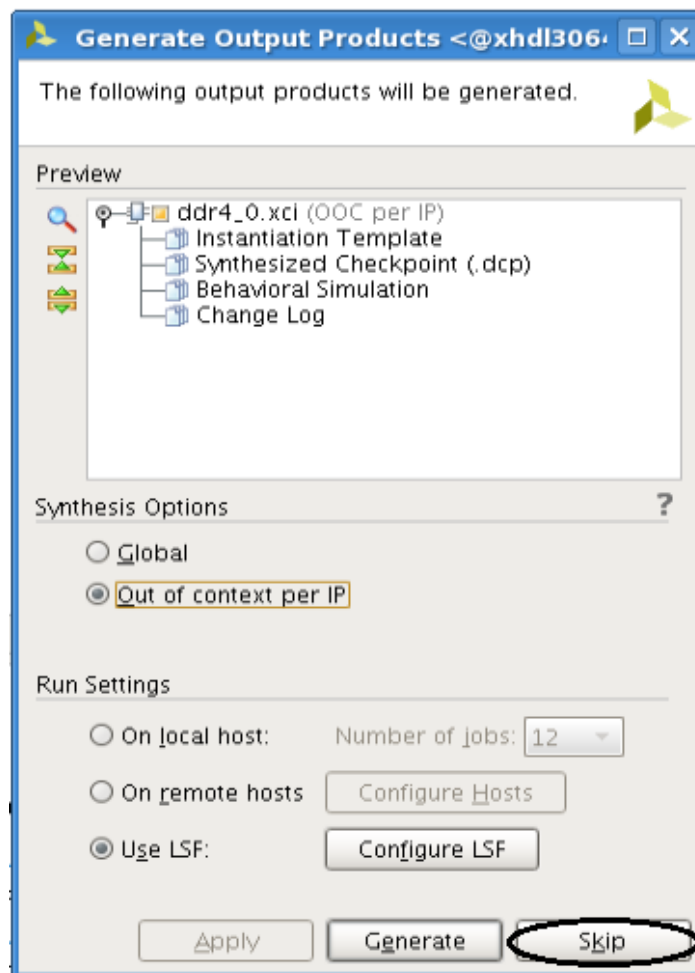 Generate Output Products <@xhdl306
The following output products will be generated.
Preview
ddr4_0.xci (OOC per IP)
Instantiation Template
Synthesized Checkpoint (.dcp)
Behavioral Simulation
Change Log
Synthesis Options
?
Global
Out of context per IP
Run Settings
On local host: Number of jobs: 12
On remote hosts Configure Hosts
Use LSF: Configure LSF
Apply Generate Skip